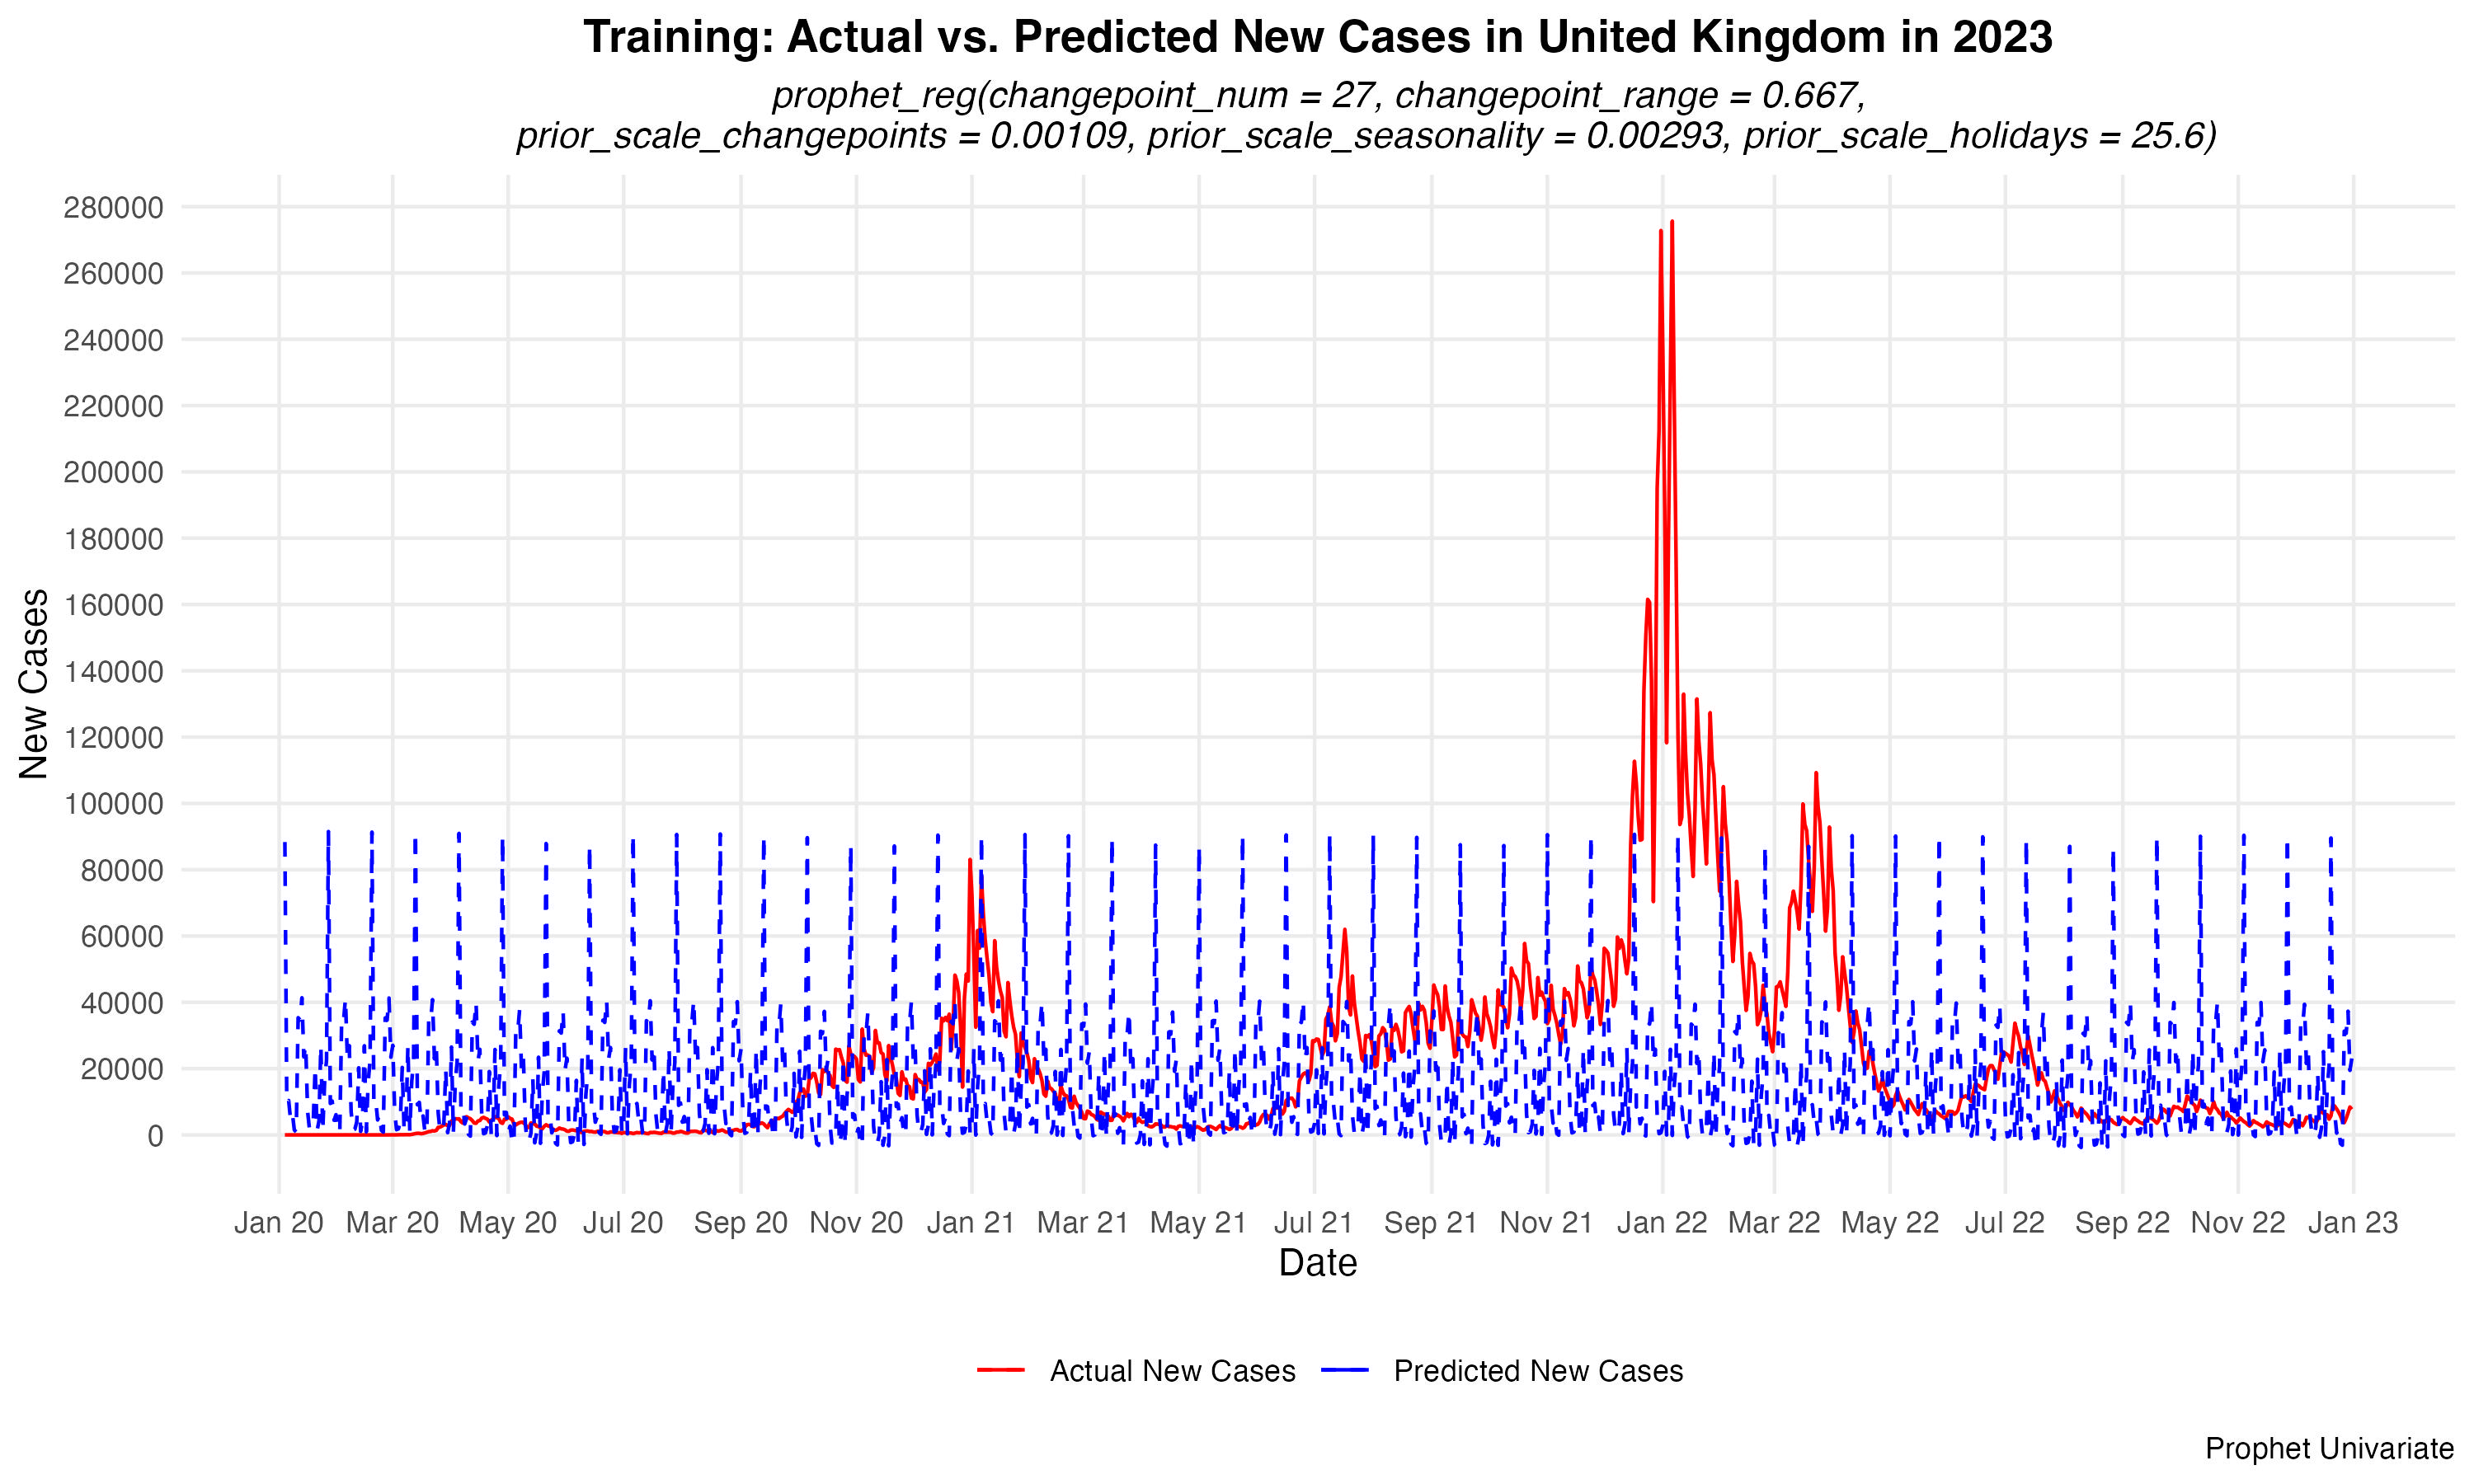 Training: Actual vs. Predicted New Cases in United Kingdom in 2023
prophet_reg(changepoint_num = 27, changepoint_range = 0.667,
prior_scale_changepoints = 0.00109, prior_scale_seasonality = 0.00293, prior_scale_holidays = 25.6)
280000
260000
240000
220000
200000
180000
160000
140000
120000
100000
80000
60000
40000
20000
0
New Cases
Jan 20 Mar 20 May 20 Jul 20 Sep 20 Nov 20 Jan 21 Mar 21 May 21 Jul 21 Sep 21 Nov 21 Jan 22 Mar 22 May 22 Jul 22 Sep 22 Nov 22 Jan 23
Date
Actual New Cases Predicted New Cases
Prophet Univariate